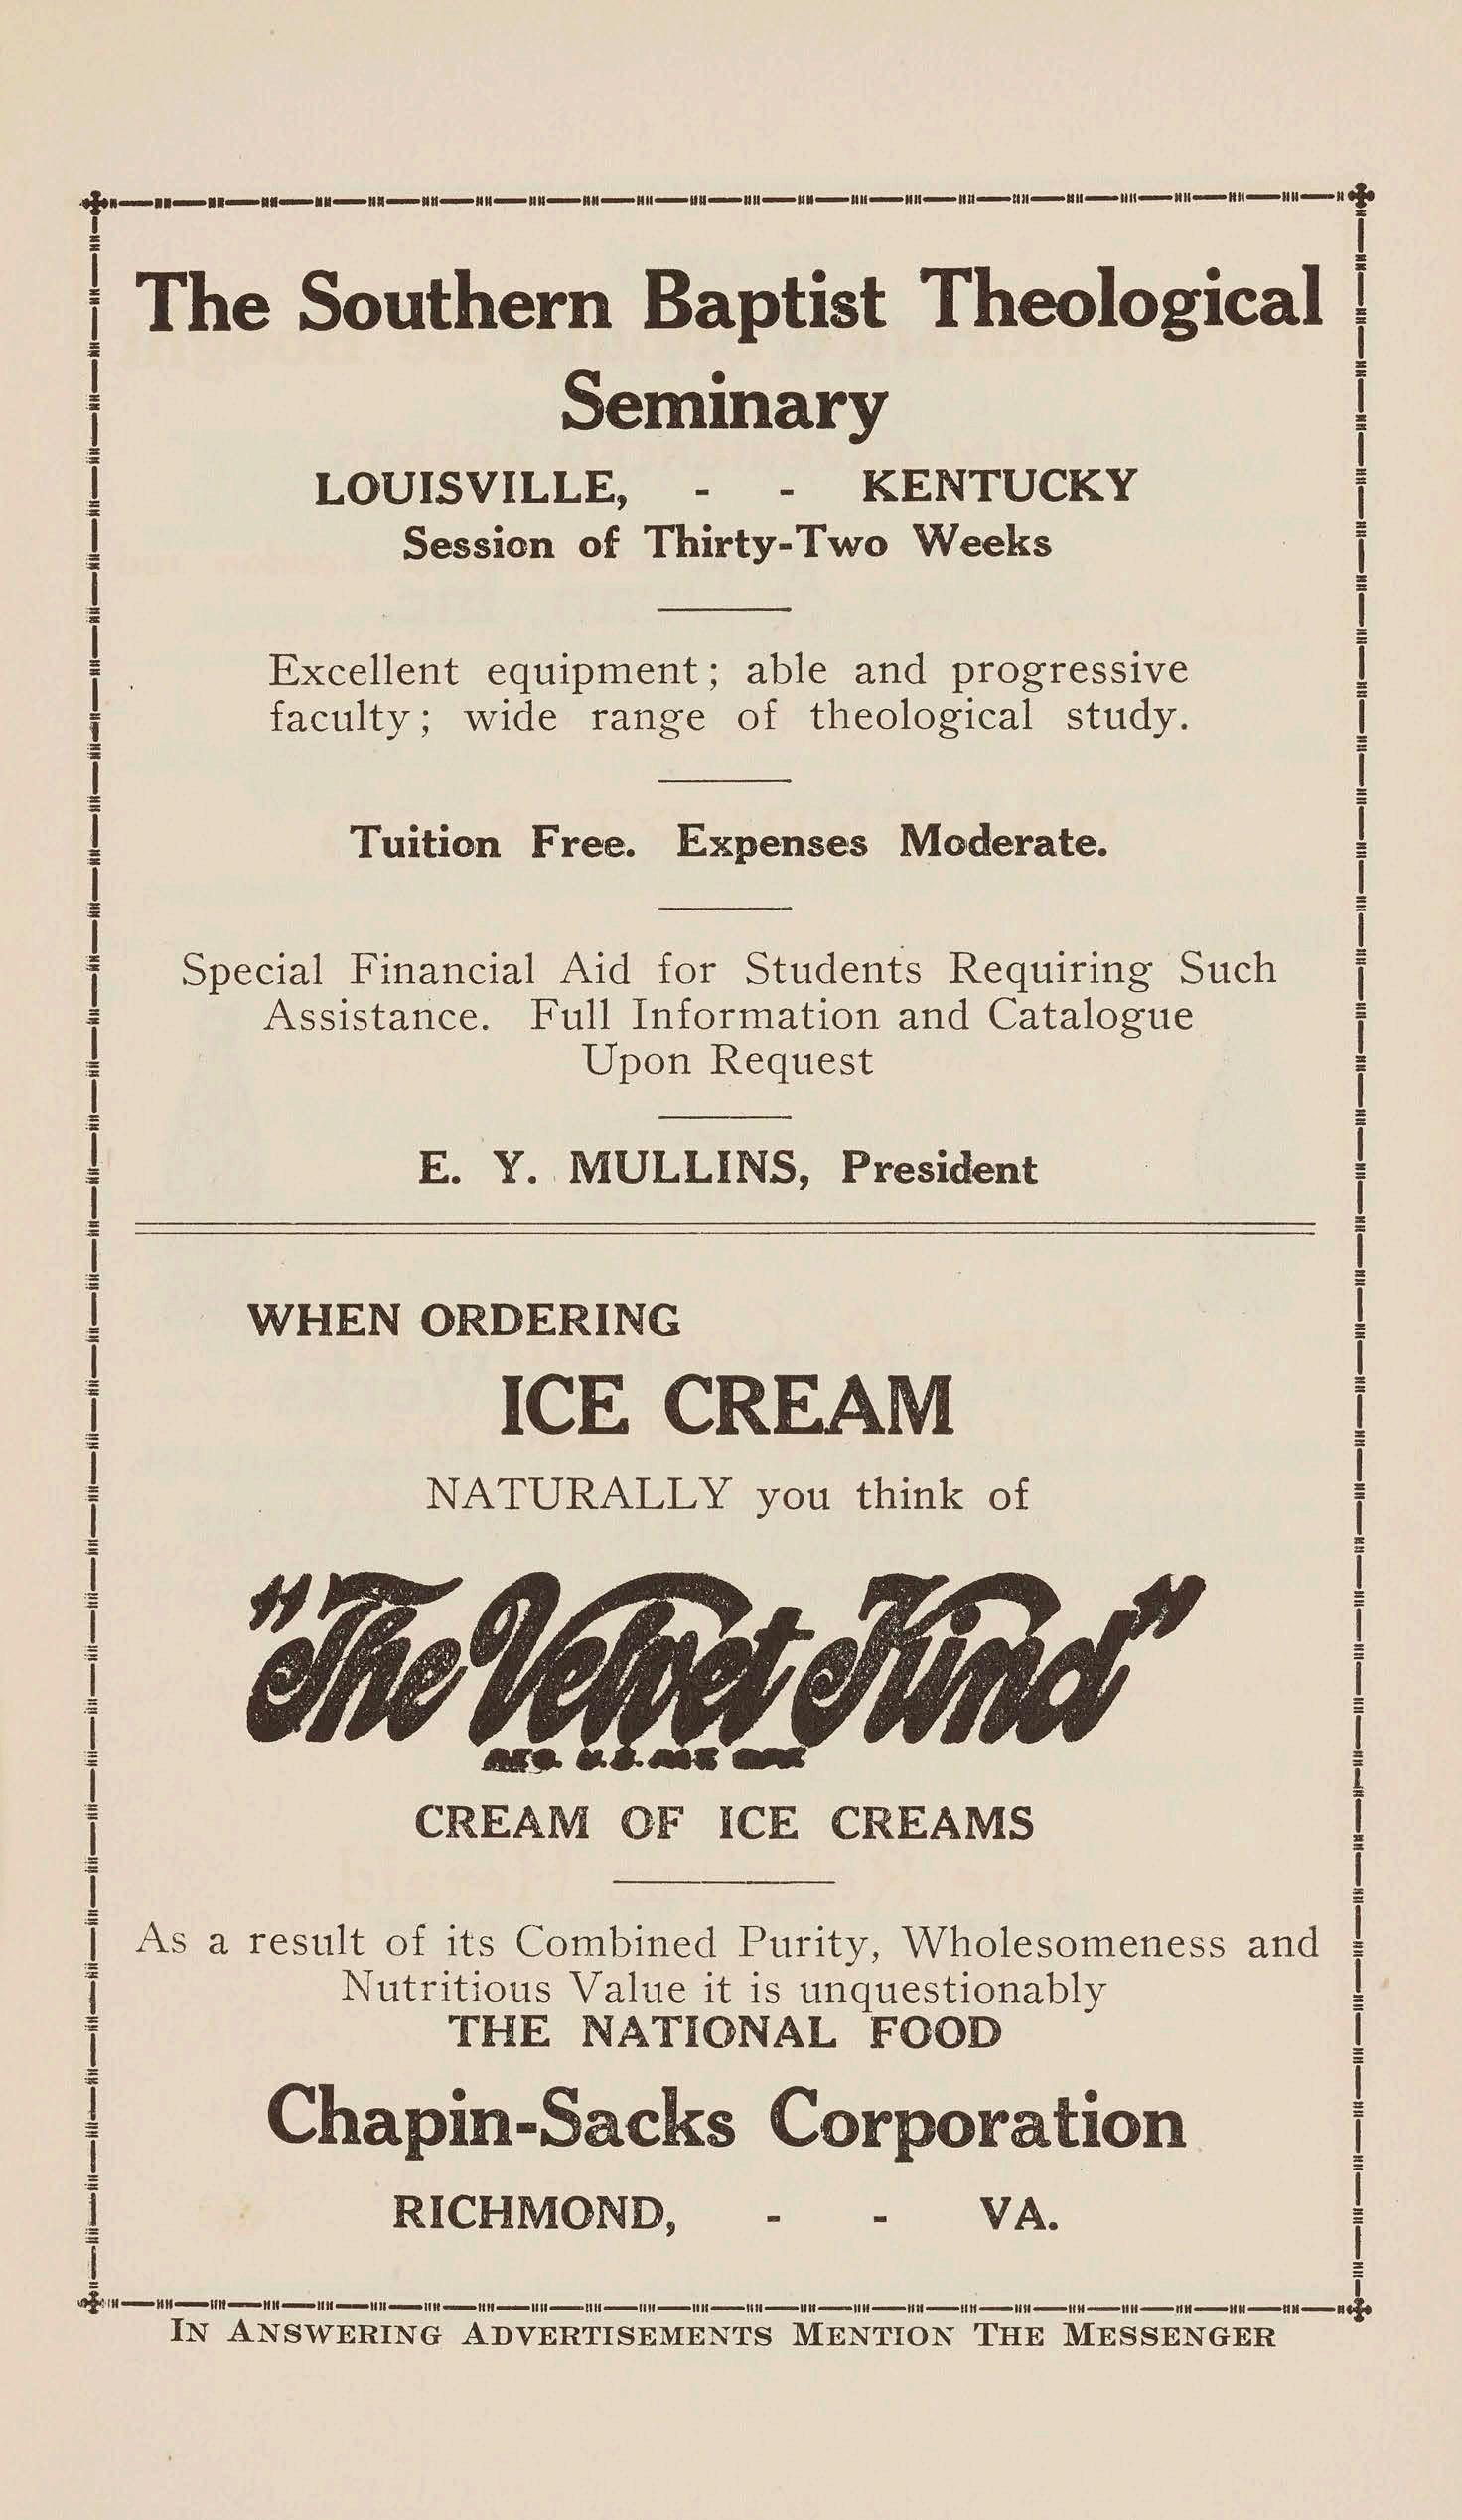 The Southern Baptist Theological
Seminary
LOUISVILLE, - - KENTUCKY
Session of Thirty-Two Weeks
Excellent equipment; able and progressive
faculty; wide range of theological study.
Tuition Free. Expenses Moderate.
Special Financial Aid for Students Requiring Such
Assistance. Full Information and Catalogue
Upon Request
E. Y. MULLINS, President
WHEN ORDERING
ICE CREAM
NATURALLY you think of
"The Velvet Kind"
REG. U.S.
CREAM OF ICE CREAMS
As a result of its Combined Purity, Wholesomeness and
Nutritious Value it is unquestionably
THE NATIONAL FOOD
Chapin-Sacks Corporation
RICHMOND, - - VA.
IN ANSWERING ADVERTISEMENTS MENTION THE MESSENGER